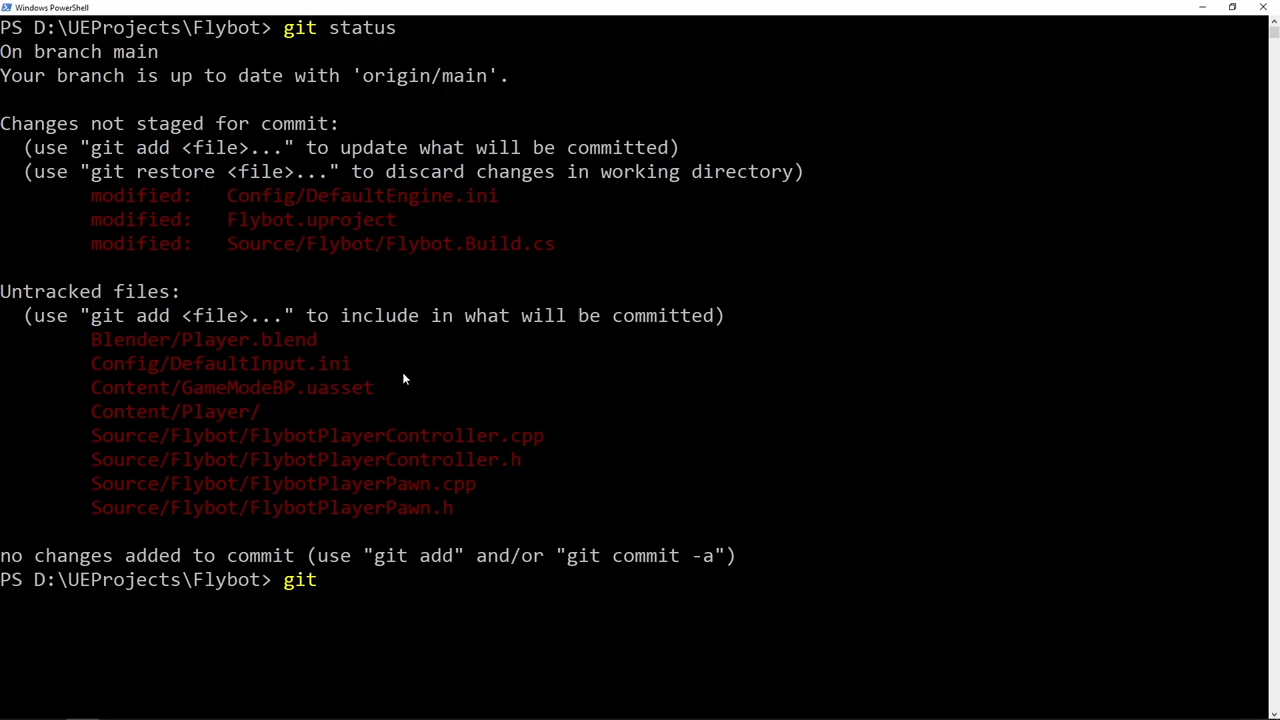 Windows PowerShell
PS D:\UEProjects\Flybot> git status
On branch main
Your branch is up to date with 'origin/main'.
Changes not staged for commit:
(use "git add <file>..." to update what will be committed)
(use "git restore <file>..." to discard changes in working directory)
modified: Config/DefaultEngine.ini
modified: Flybot.uproject
modified: Source/Flybot/Flybot.Build.cs
Untracked files:
(use "git add <file>..." to include in what will be committed)
Blender/Player.blend
Config/DefaultInput.ini
Content/GameModeBP.uasset
Content/Player/
Source/Flybot/FlybotPlayerController.cpp
Source/Flybot/FlybotPlayerController.h
Source/Flybot/FlybotPlayerPawn.cpp
Source/Flybot/FlybotPlayerPawn.h
no changes added to commit (use "git add" and/or "git commit -a")
PS D:\UEProjects\Flybot> git